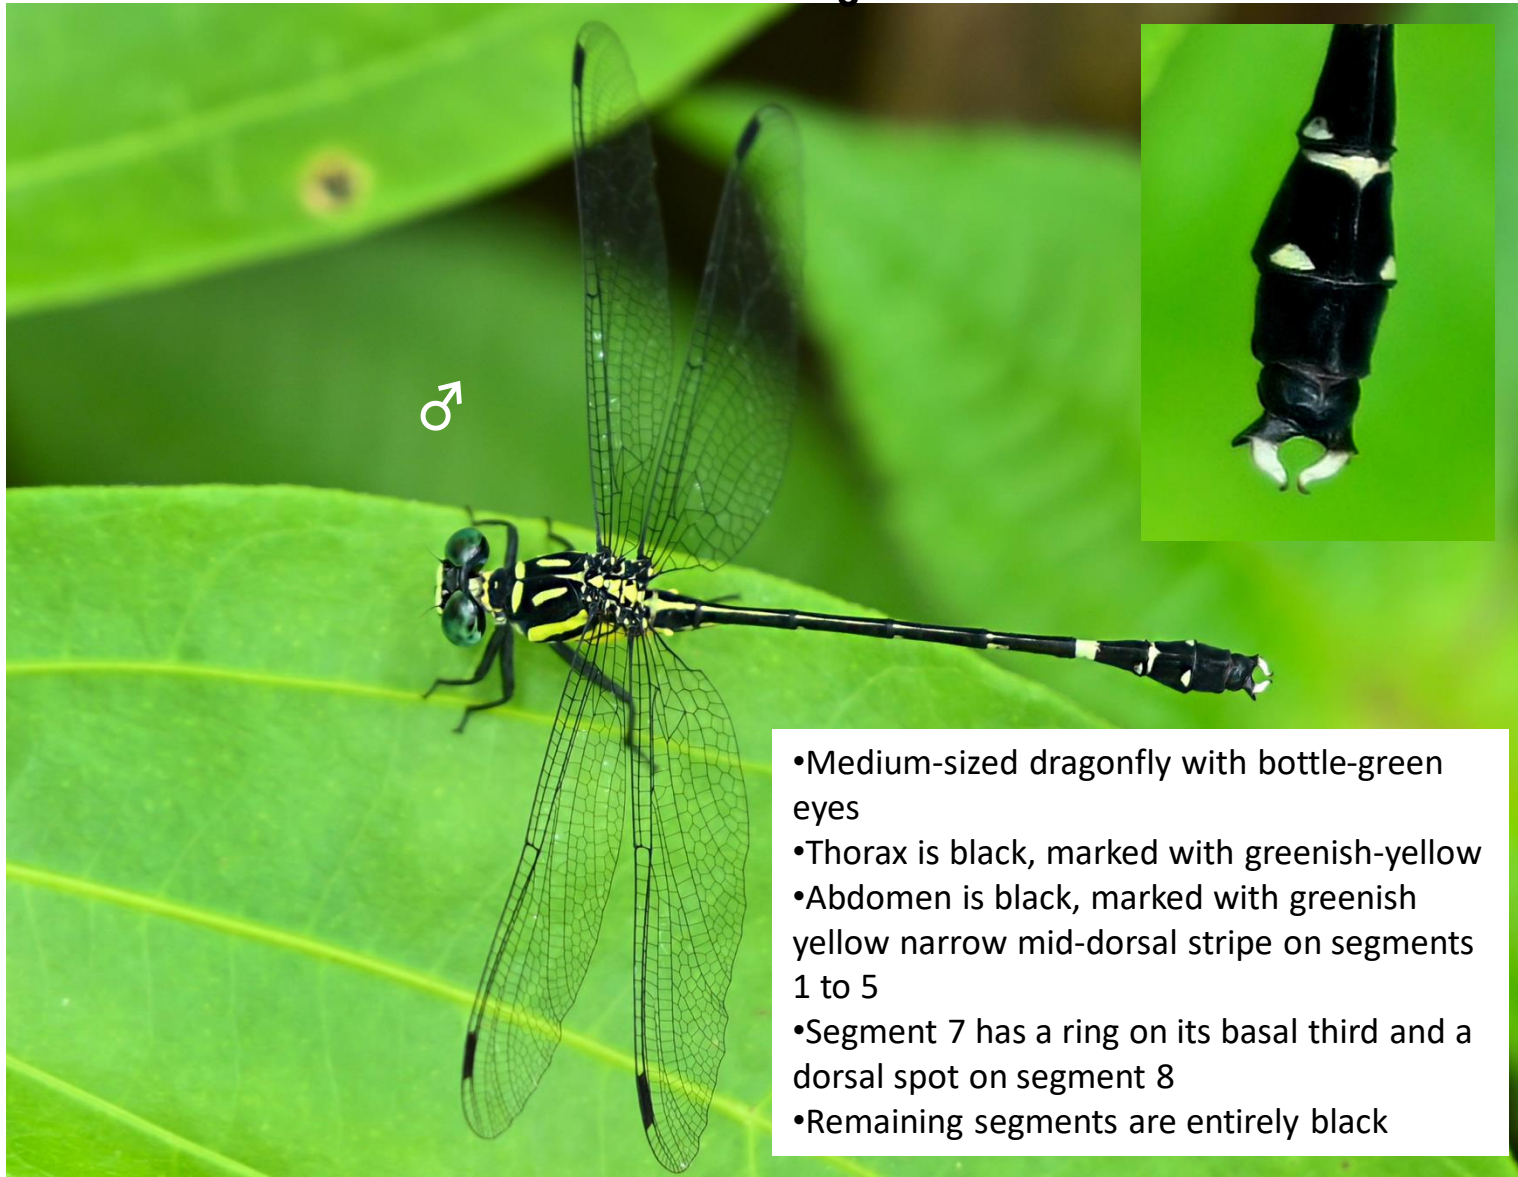 •Medium-sized dragonfly with bottle-green
eyes
•Thorax is black, marked with greenish-yellow
•Abdomen is black, marked with greenish
yellow narrow mid-dorsal stripe on segments
1 to 5
•Segment 7 has a ring on its basal third and a
dorsal spot on segment 8
•Remaining segments are entirely black